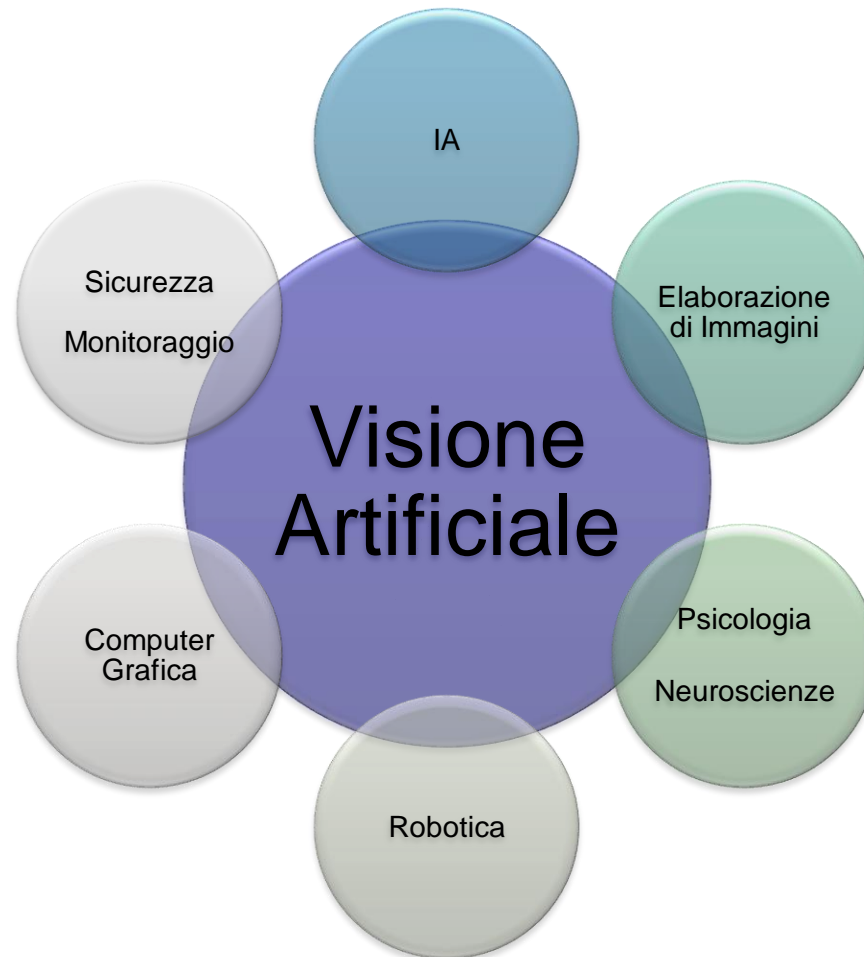 IA
Sicurezza
Monitoraggio
Elaborazione
di Immagini
Visione
Artificiale
Computer
Grafica
Psicologia
Neuroscienze
Robotica